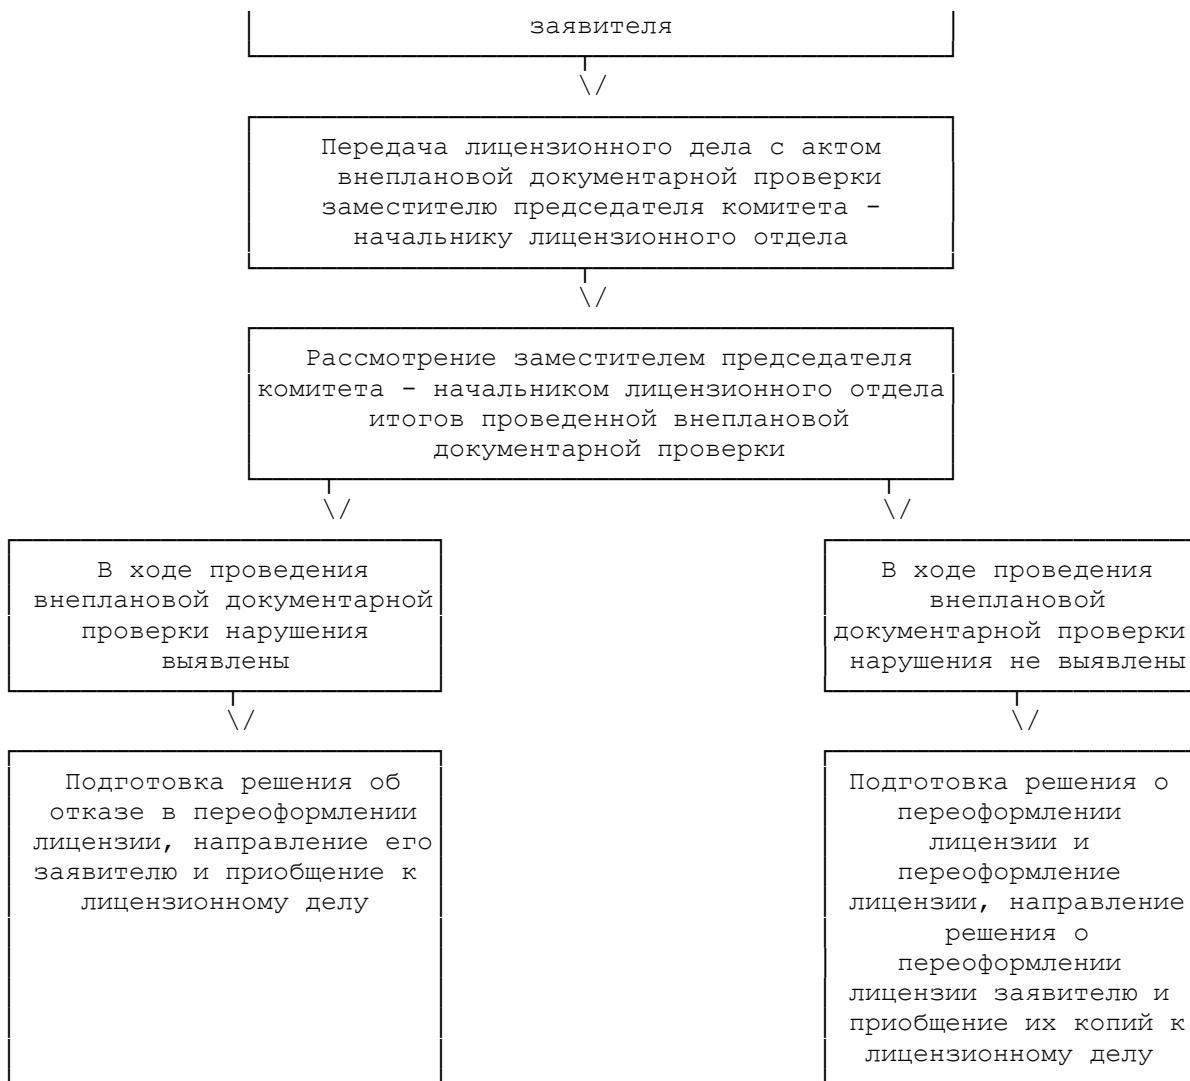 заявителя
\/
Передача лицензионного дела с актом
внеплановой документарной проверки
заместителю председателя комитета -
начальнику лицензионного отдела
\/
Рассмотрение заместителем председателя
комитета - начальником лицензионного отдела
итогов проведенной внеплановой
документарной проверки
\/ \/
В ходе проведения
внеплановой документарной
проверки нарушения
выявлены
\/
В ходе проведения
внеплановой
документарной проверки
нарушения не выявлены
\/
Подготовка решения об
отказе в переоформлении
лицензии, направление его
заявителю и приобщение к
лицензионному делу
Подготовка решения о
переоформлении
лицензии и
переоформление
лицензии, направление
решения о
переоформлении
лицензии заявителю и
приобщение их копий к
лицензионному делу